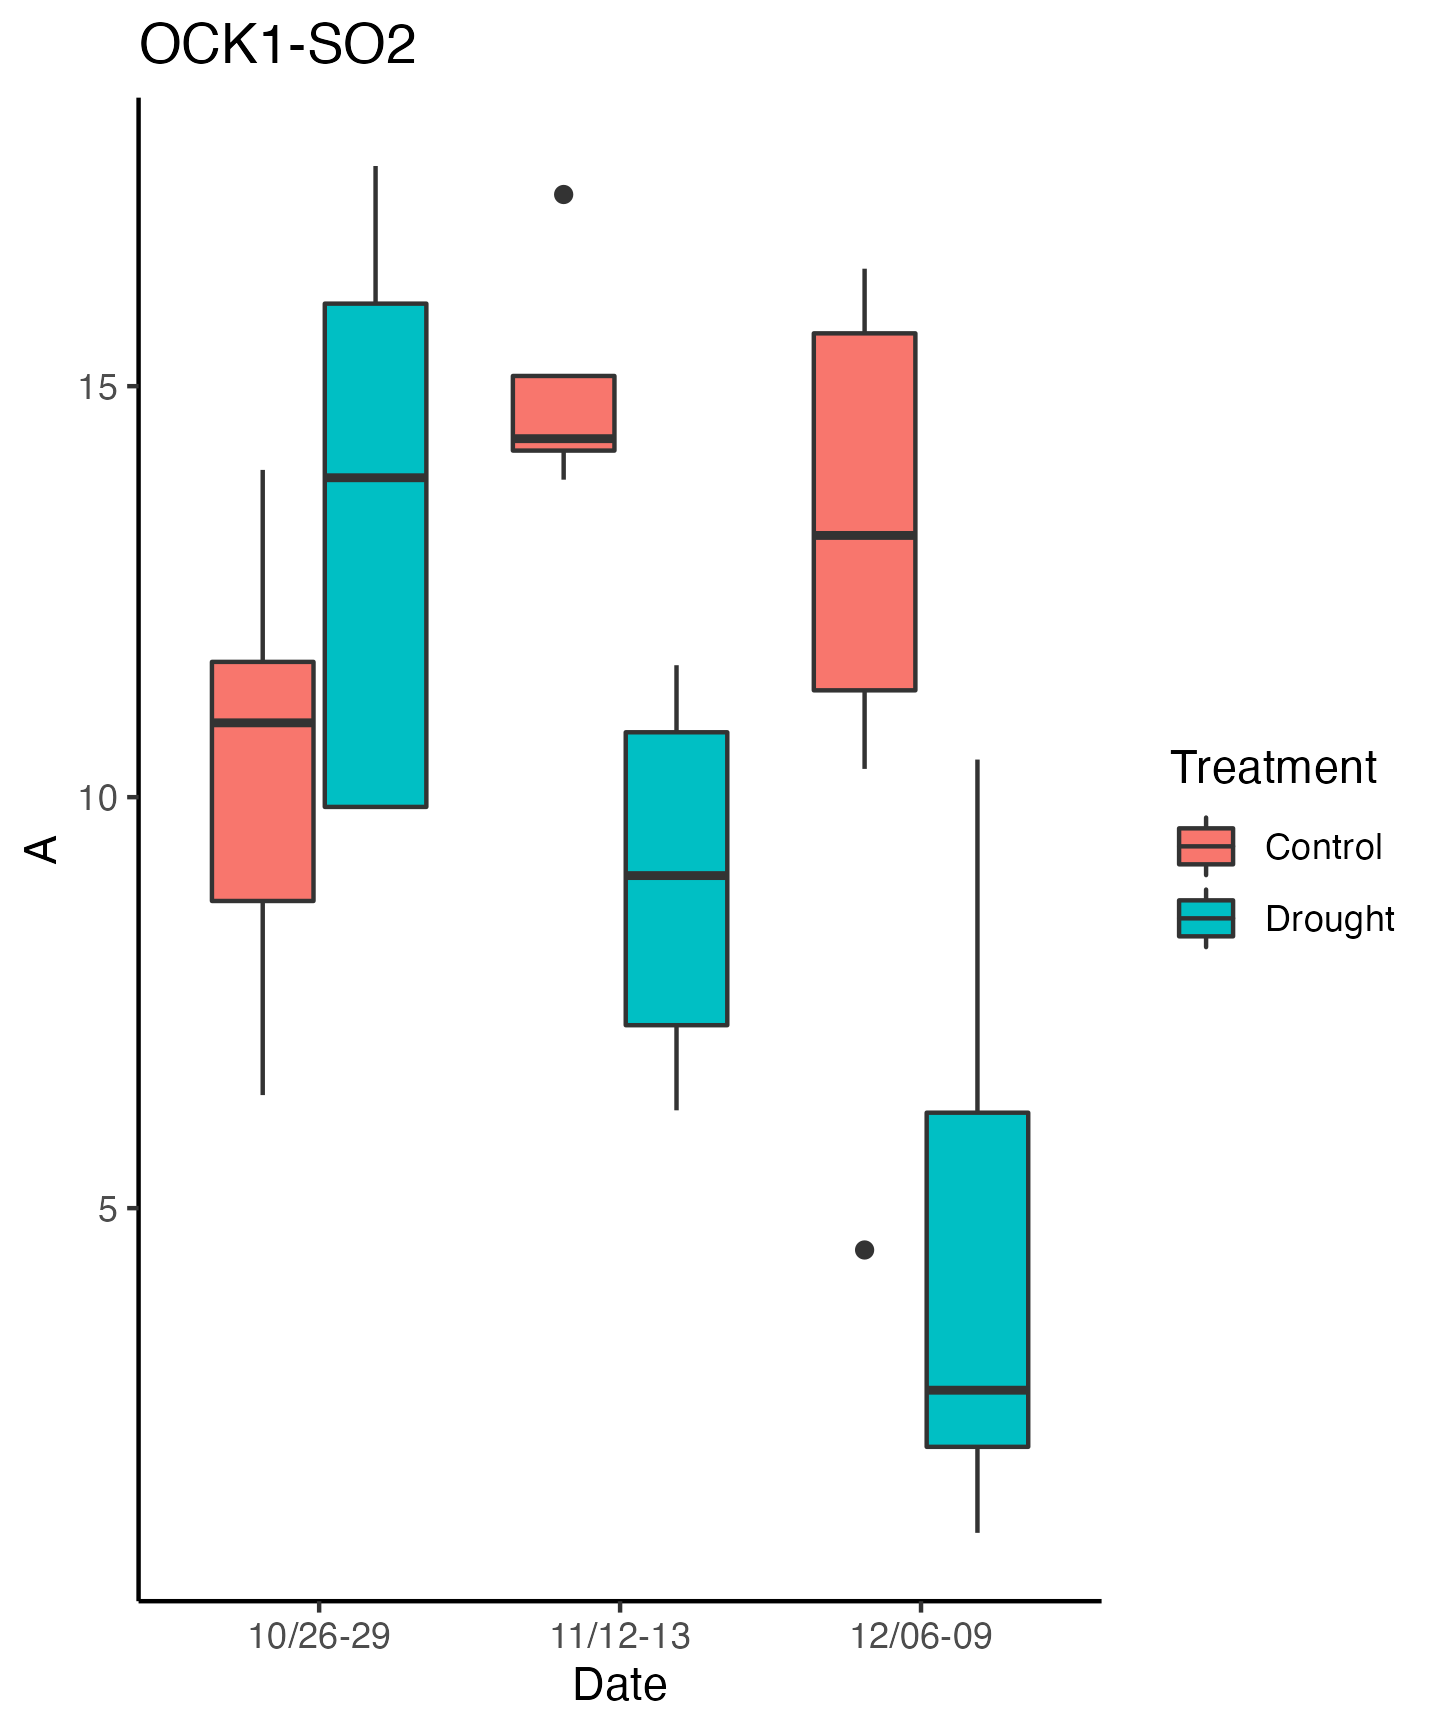 OCK1-SO2
15
10
5
A
10/26-29
11/12-13
12/06-09
Date
Treatment
Control
Drought